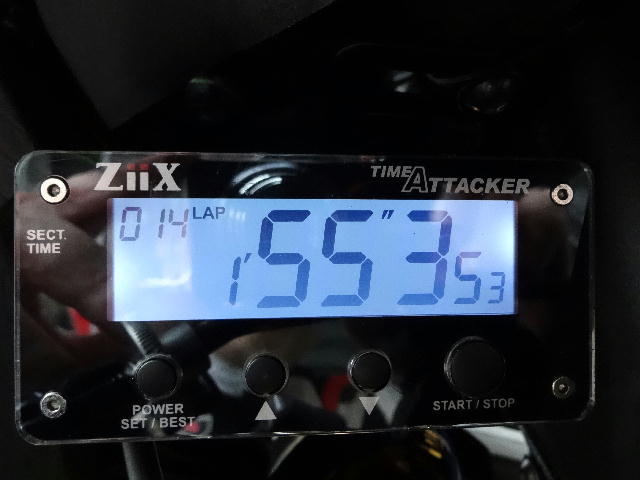 ZiiX
TIME ATTACKER
014 LAP
SECT.
TIME
1'55"353
POWER
SET / BEST
START / STOP